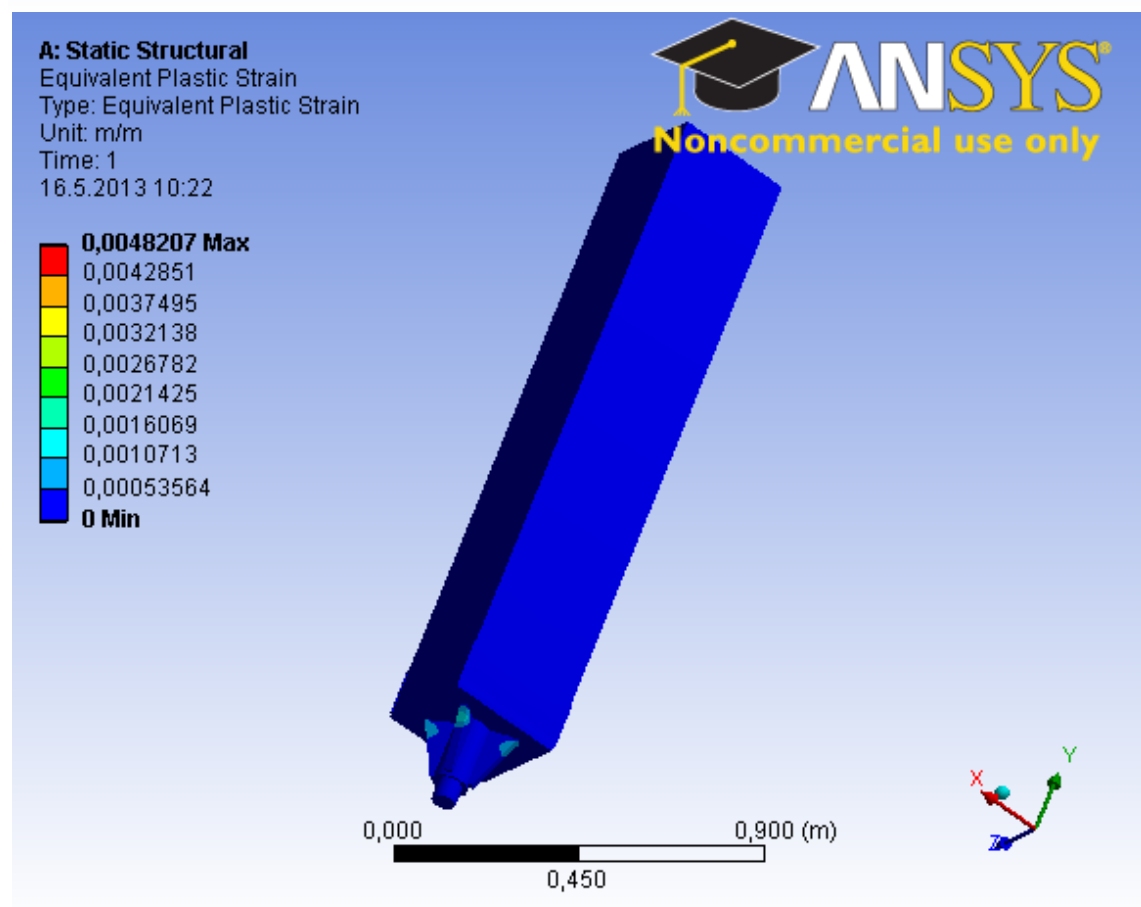 A: Static Structural
Equivalent Plastic Strain
Type: Equivalent Plastic Strain
Unit: m/m
Time: 1
16.5.2013 10:22
ANSYS®
Noncommercial use only
0,0048207 Max
0,0042851
0,0037495
0,0032138
0,0026782
0,0021425
0,0016069
0,0010713
0,00053564
0 Min
X
Y
Z
0,000
0,900 (m)
0,450